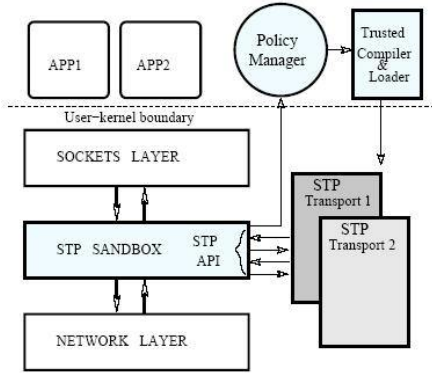 APP1
APP2
Policy
Manager
Trusted
Compiler
&
Loader
User-kernel boundary
SOCKETS LAYER
STP SANDBOX
STP
API
STP
Transport 1
STP
Transport 2
NETWORK LAYER